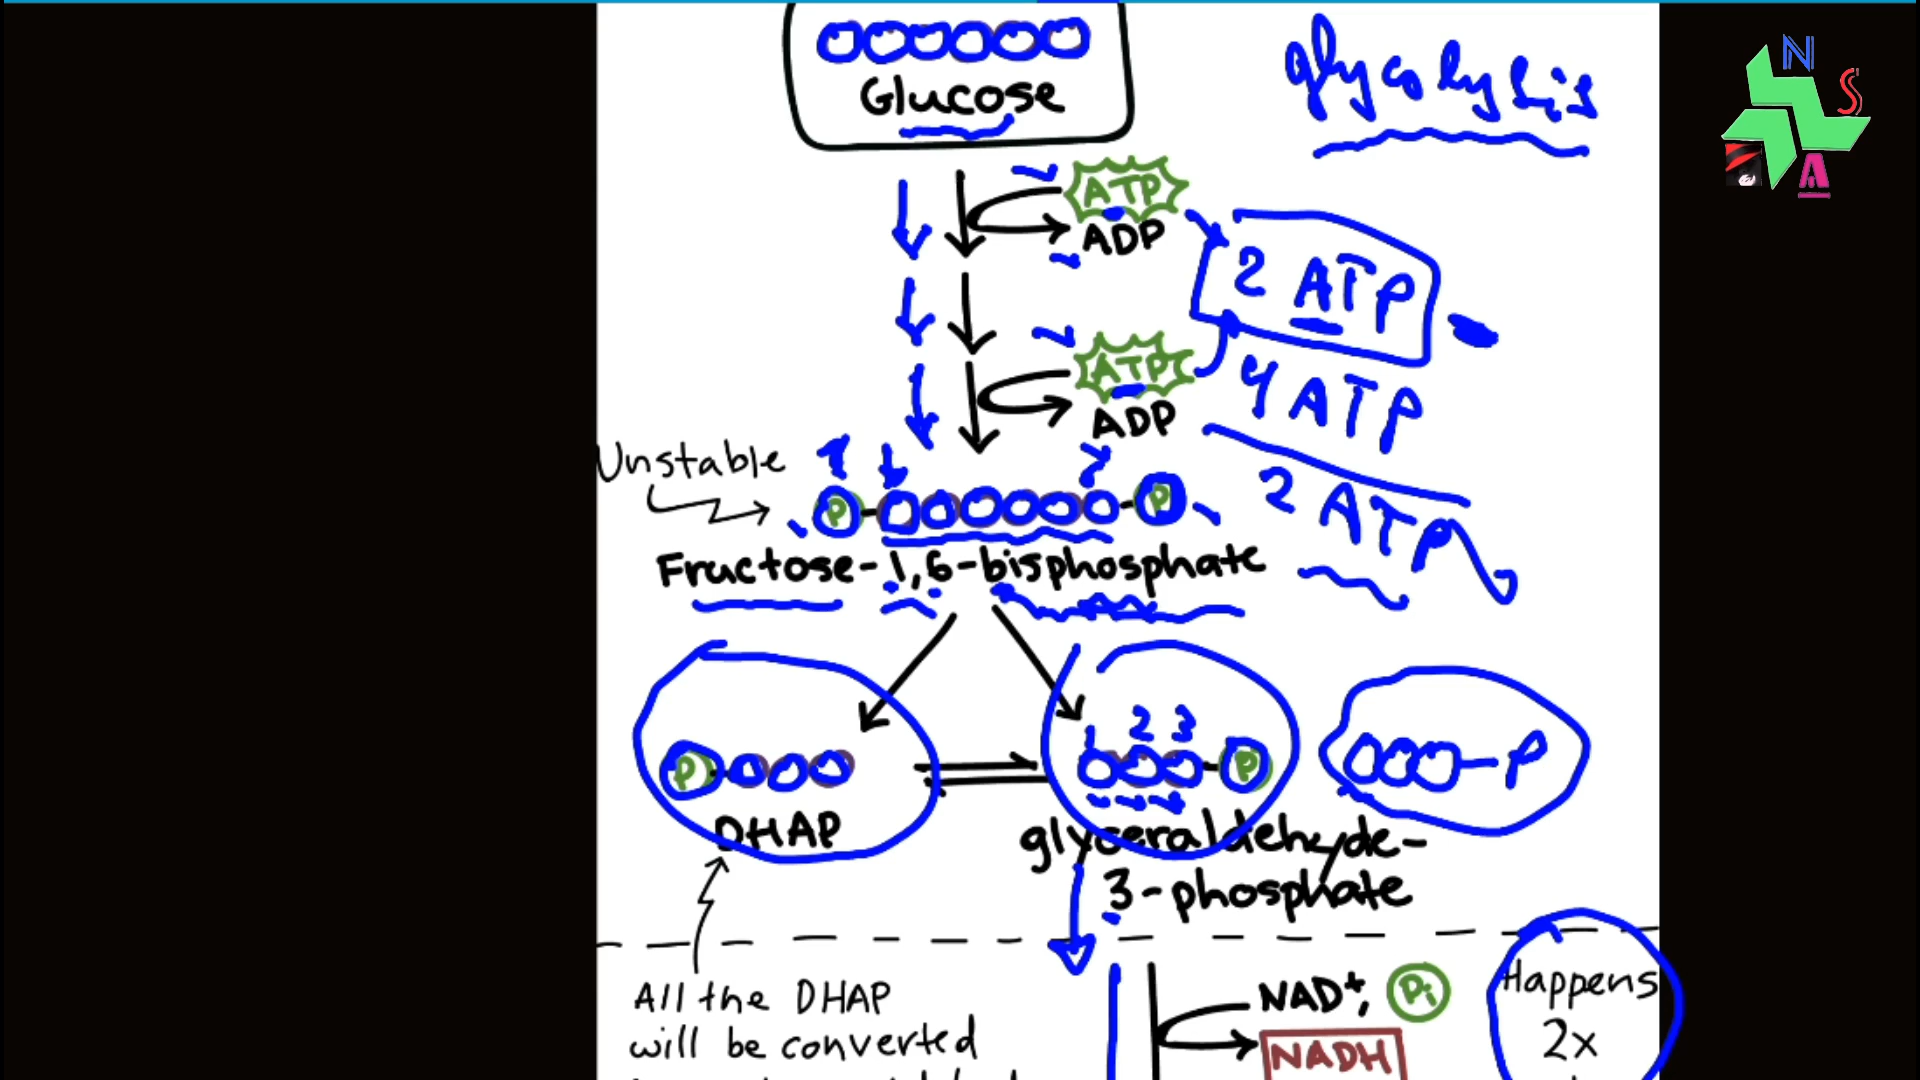 Glucose
glycolysis
N
S
A
ATP
ADP
2 ATP
ATP
ADP
4 ATP
2 ATP
Unstable
P
P
Fructose-1,6-bisphosphate
1 2 3
P
P
P
DHAP
glyceraldehyde-
3-phosphate
All the DHAP
will be converted
NAD+, Pi
NADH
Happens
2x